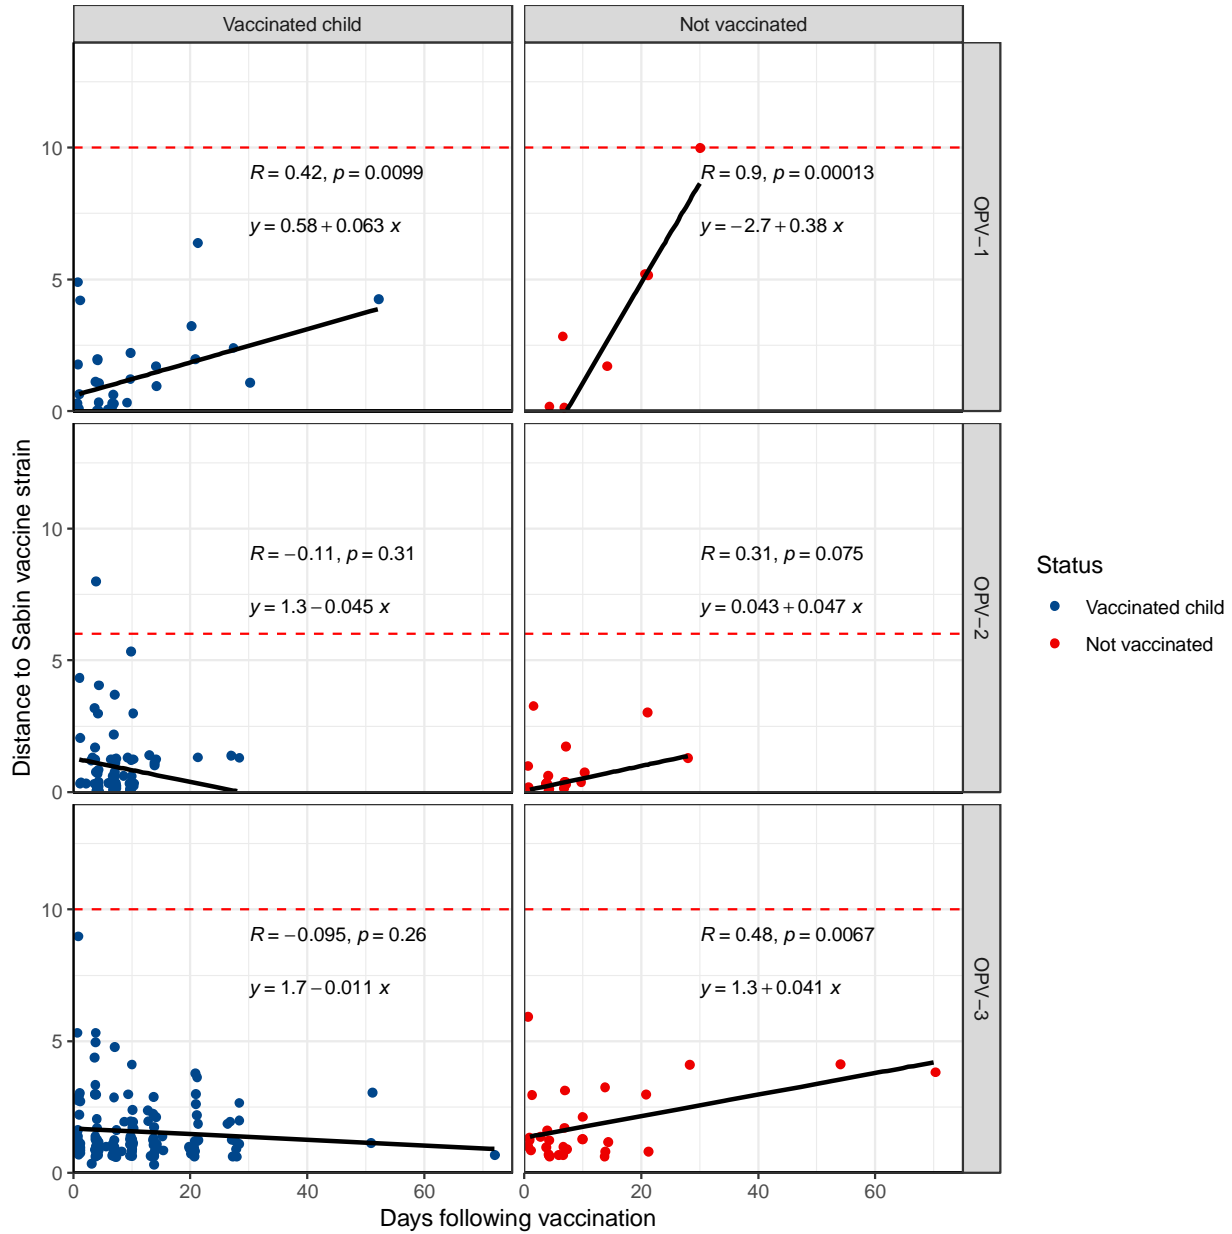 Vaccinated child
Not vaccinated
10
5
0
R = 0.42, p = 0.0099
y = 0.58 + 0.063 x
R = 0.9, p = 0.00013
y = −2.7 + 0.38 x
OPV−1
10
5
0
R = −0.11, p = 0.31
y = 1.3 − 0.045 x
R = 0.31, p = 0.075
y = 0.043 + 0.047 x
OPV−2
10
5
0
R = −0.095, p = 0.26
y = 1.7 − 0.011 x
R = 0.48, p = 0.0067
y = 1.3 + 0.041 x
OPV−3
0 20 40 60
0 20 40 60
Days following vaccination
Distance to Sabin vaccine strain
Status
Vaccinated child
Not vaccinated